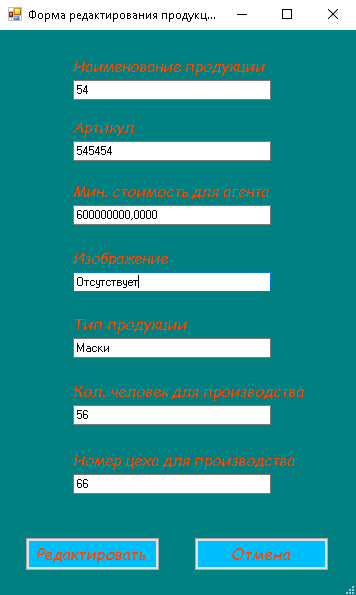 Форма редактирования продукц...
Наименование продукции
54
Артикул
545454
Мин. стоимость для агента
600000000,0000
Изображение
Отсутствует
Тип продукции
Маски
Кол. человек для производства
56
Номер цеха для производства
66
Редактировать
Отмена